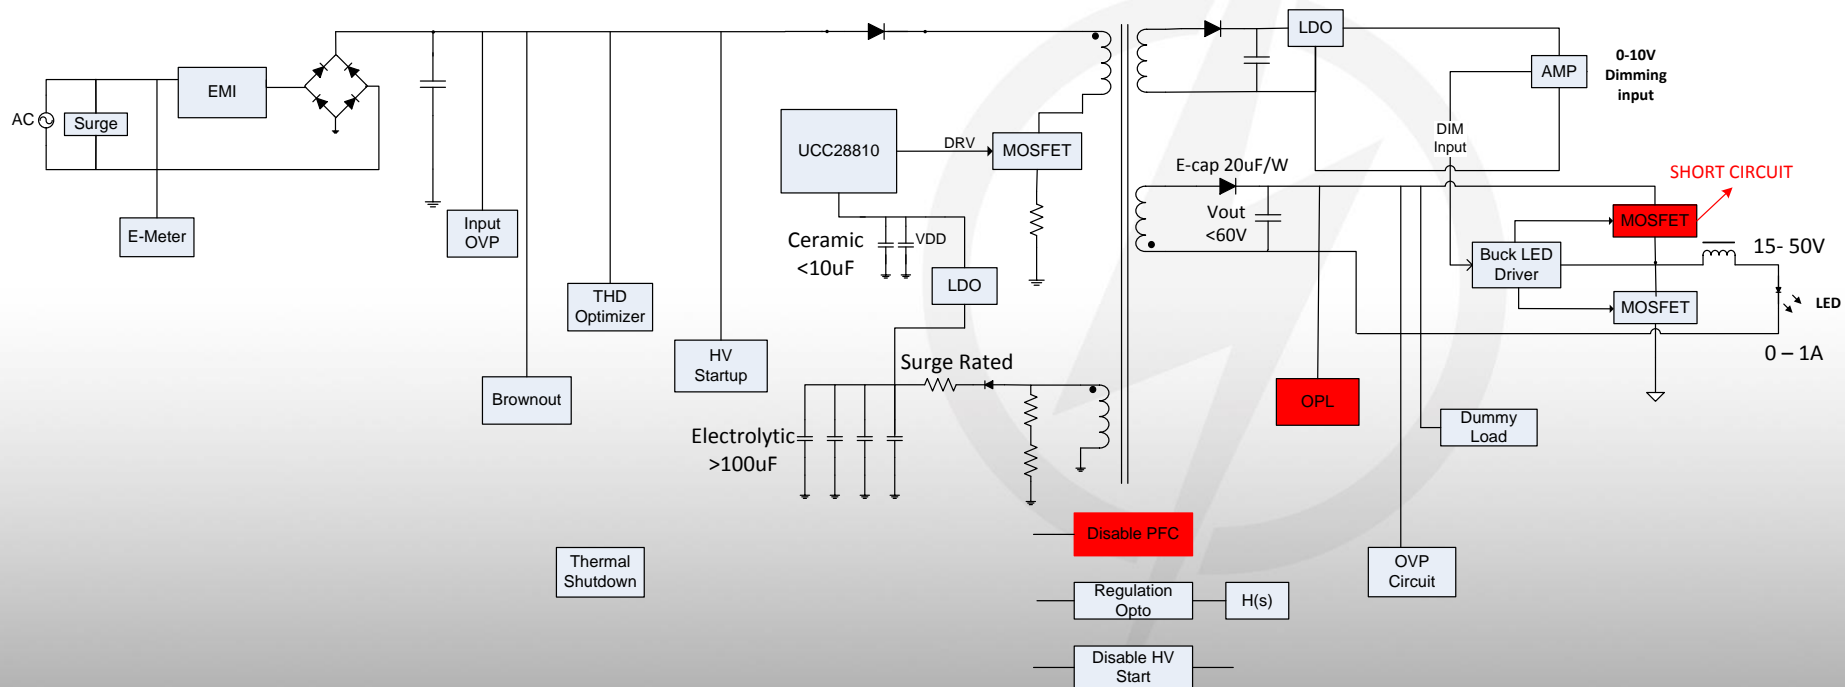 LDO
0-10V
Dimming
input
AMP
EMI
AC
Surge
DIM
Input
UCC28810
DRV
MOSFET
E-cap 20uF/W
SHORT CIRCUIT
MOSFET
Vout
<60V
E-Meter
Input
OVP
Ceramic
<10uF
VDD
15- 50V
Buck LED
Driver
LDO
THD
Optimizer
MOSFET
LED
HV
Startup
Surge Rated
0 – 1A
Brownout
OPL
Dummy
Load
Electrolytic
>100uF
Disable PFC
Thermal
Shutdown
OVP
Circuit
Regulation
Opto
H(s)
Disable HV
Start